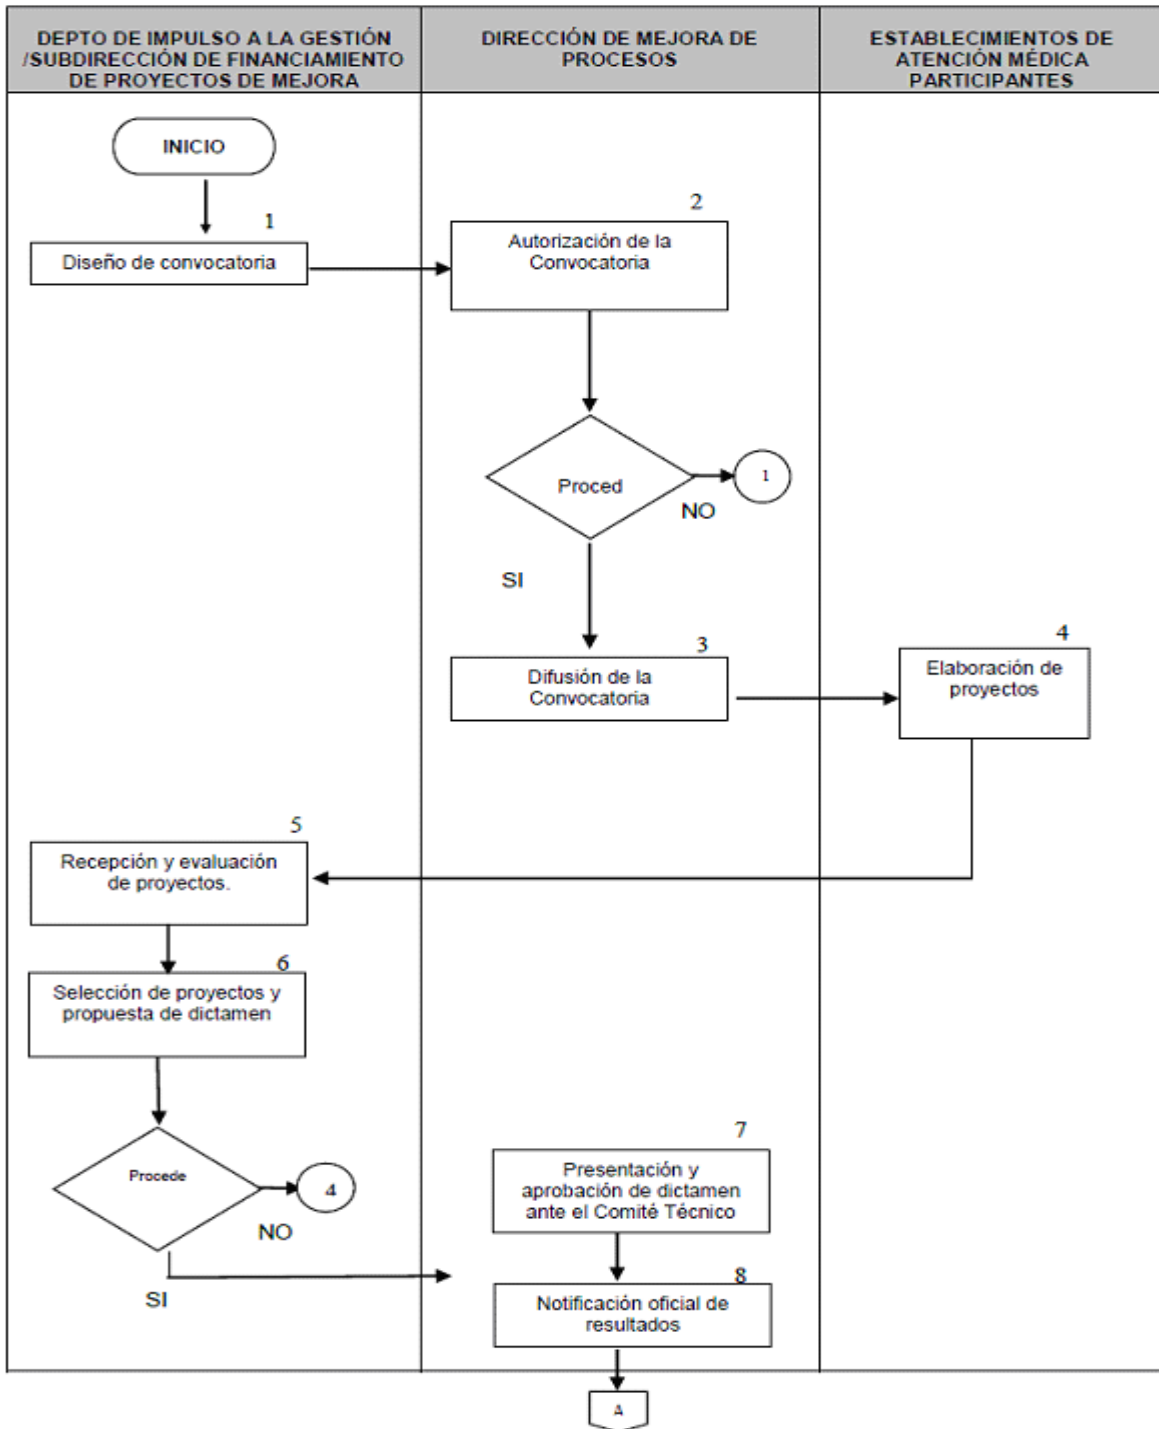 DEPTO DE IMPULSO A LA GESTIÓN
/SUBDIRECCIÓN DE FINANCIAMIENTO
DE PROYECTOS DE MEJORA
DIRECCIÓN DE MEJORA DE
PROCESOS
ESTABLECIMIENTOS DE
ATENCIÓN MÉDICA
PARTICIPANTES
INICIO
1
Diseño de convocatoria
2
Autorización de la
Convocatoria
Proced
1
NO
SI
3
Difusión de la
Convocatoria
4
Elaboración de
proyectos
5
Recepción y evaluación
de proyectos.
6
Selección de proyectos y
propuesta de dictamen
Procede
4
NO
SI
7
Presentación y
aprobación de dictamen
ante el Comité Técnico
8
Notificación oficial de
resultados
A